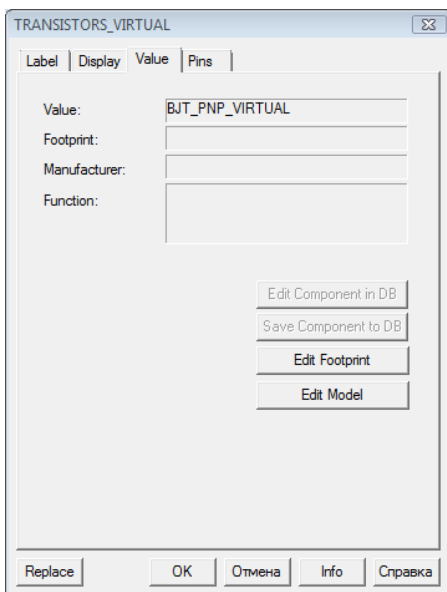 TRANSISTORS_VIRTUAL
Label Display Value Pins
Value: BJT_PNP_VIRTUAL
Footprint:
Manufacturer:
Function:
Edit Component in DB
Save Component to DB
Edit Footprint
Edit Model
Replace OK Отмена Info Справка